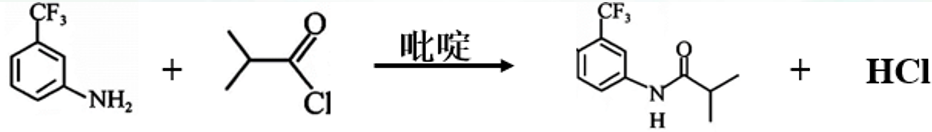 CF₃ O 吡啶 CF₃ O
NH₂ + Cl N H + HCl